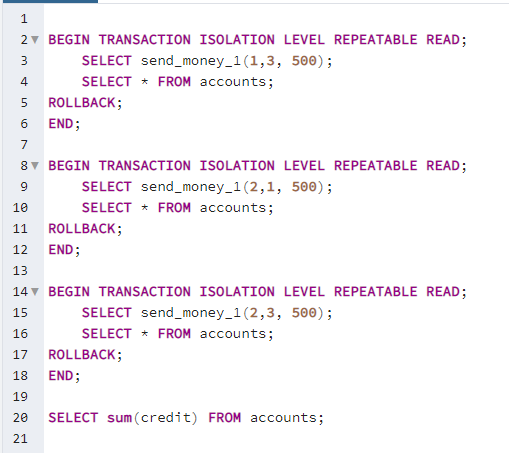 1
2 BEGIN TRANSACTION ISOLATION LEVEL REPEATABLE READ;
3 SELECT send_money_1(1,3, 500);
4 SELECT * FROM accounts;
5 ROLLBACK;
6 END;
7
8 BEGIN TRANSACTION ISOLATION LEVEL REPEATABLE READ;
9 SELECT send_money_1(2,1, 500);
10 SELECT * FROM accounts;
11 ROLLBACK;
12 END;
13
14 BEGIN TRANSACTION ISOLATION LEVEL REPEATABLE READ;
15 SELECT send_money_1(2,3, 500);
16 SELECT * FROM accounts;
17 ROLLBACK;
18 END;
19
20 SELECT sum(credit) FROM accounts;
21